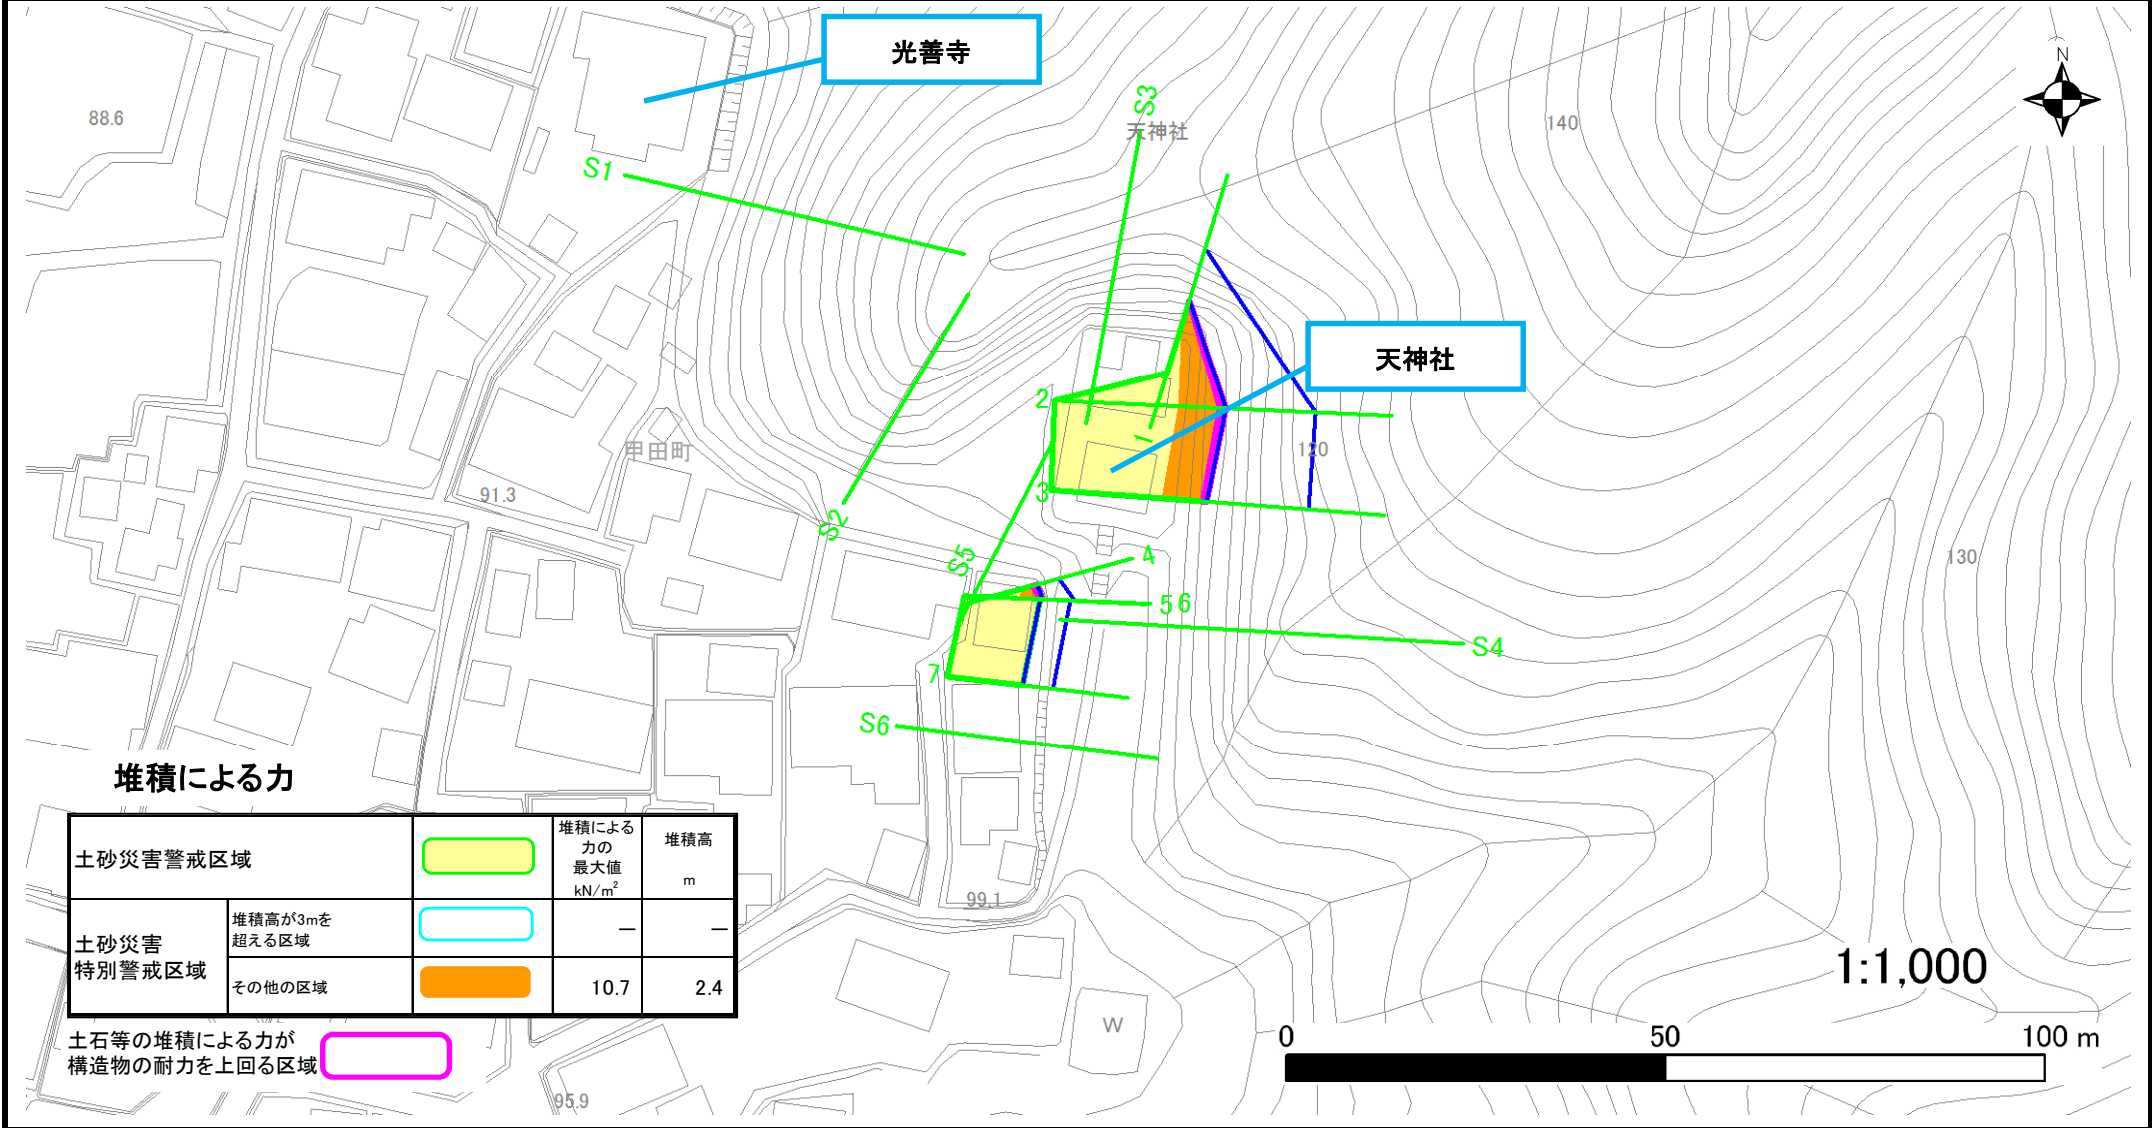 光善寺
N
88.6
S3
天神社
140
S1
天神社
2
1
120
甲田町
3
91.3
S2
S5
4
130
5 6
S4
7
S6
堆積による力
土砂災害警戒区域
堆積による
力の
最大値
kN/m²
堆積高
m
土砂災害
特別警戒区域
堆積高が3mを
超える区域
—
—
その他の区域
10.7
2.4
土石等の堆積による力が
構造物の耐力を上回る区域
99.1
95.9
W
1:1,000
0
50
100 m